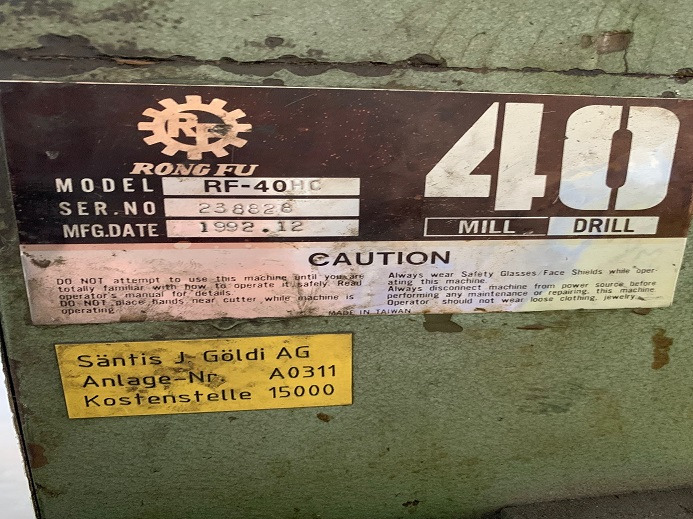 RF
RONG FU
40
MODEL RF-40HC
SER.NO 238828
MFG.DATE 1992.12
MILL DRILL
CAUTION
DO NOT attempt to use this machine until you are
totally familiar with how to operate it safely. Read
operator's manual for details.
DO NOT place hands near cutter while machine is
operating
Always wear Safety Glasses/Face Shields while oper-
ating this machine.
Always disconnect machine from power source before
performing any maintenance or repairing, this machine
Operator should not wear loose clothing, jewelry.
MADE IN TAIWAN
Säntis J. Göldi AG
Anlage-Nr. A0311
Kostenstelle 15000